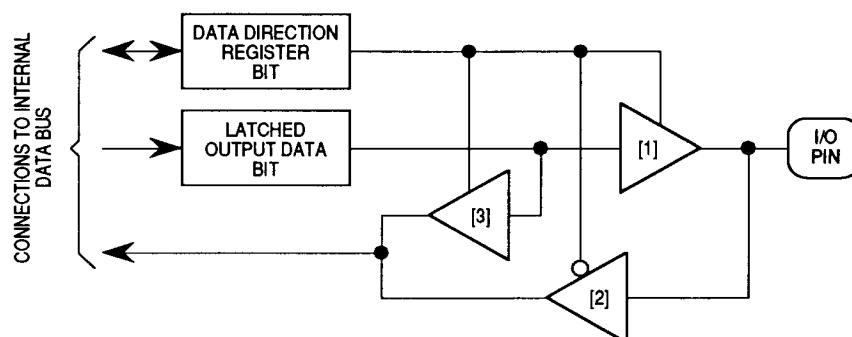 CONNECTIONS TO INTERNAL
DATA BUS
DATA DIRECTION
REGISTER
BIT
LATCHED
OUTPUT DATA
BIT
[1]
I/O
PIN
[3]
[2]